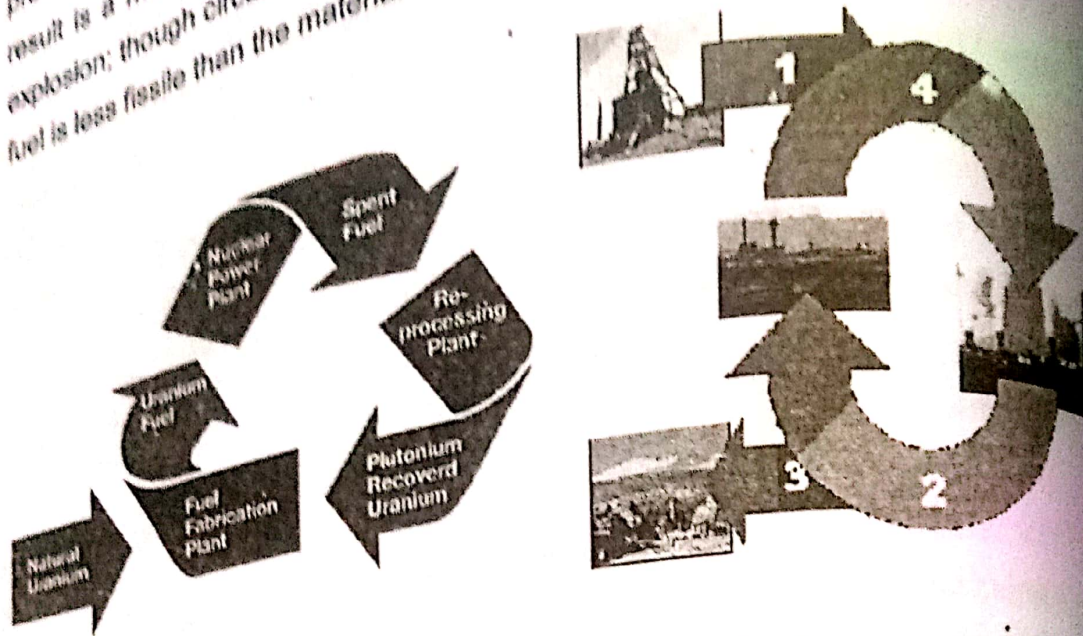 result is a
explosion; though
fuel is less fissile than the material
Spent
Fuel
Nuclear
Power
Plant
Re-
processing
Plant
Uranium
Fuel
Plutonium
Recoverd
Uranium
Fuel
Fabrication
Plant
Natural
Uranium
1
4
3
2